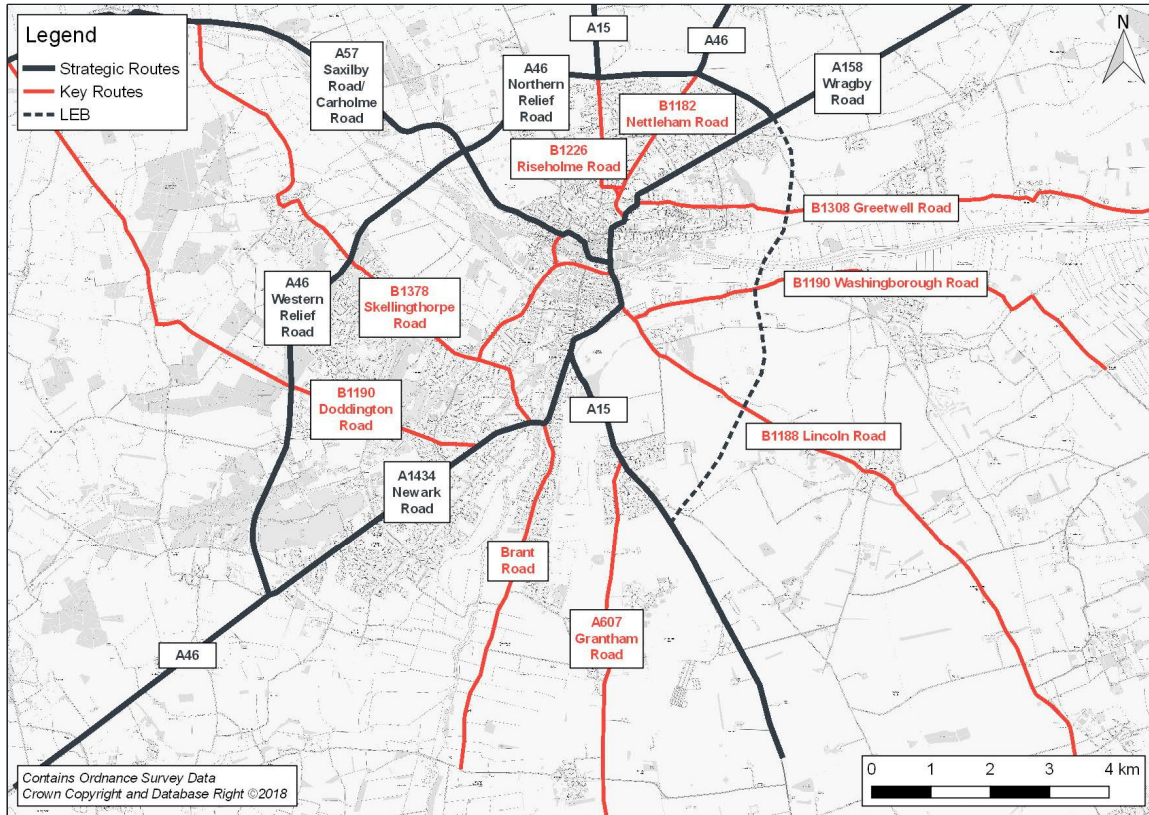 Legend
Strategic Routes
Key Routes
LEB
A57
Saxilby
Road/
Carholme
Road
A46
Northern
Relief
Road
A15
A46
A158
Wragby
Road
N
B1182
Nettleham Road
B1226
Riseholme Road
B1308 Greetwell Road
A46
Western
Relief
Road
B1378
Skellingthorpe
Road
B1190 Washingborough Road
B1190
Doddington
Road
A15
B1188 Lincoln Road
A1434
Newark
Road
Brant
Road
A607
Grantham
Road
A46
Contains Ordnance Survey Data
Crown Copyright and Database Right ©2018
0 1 2 3 4 km